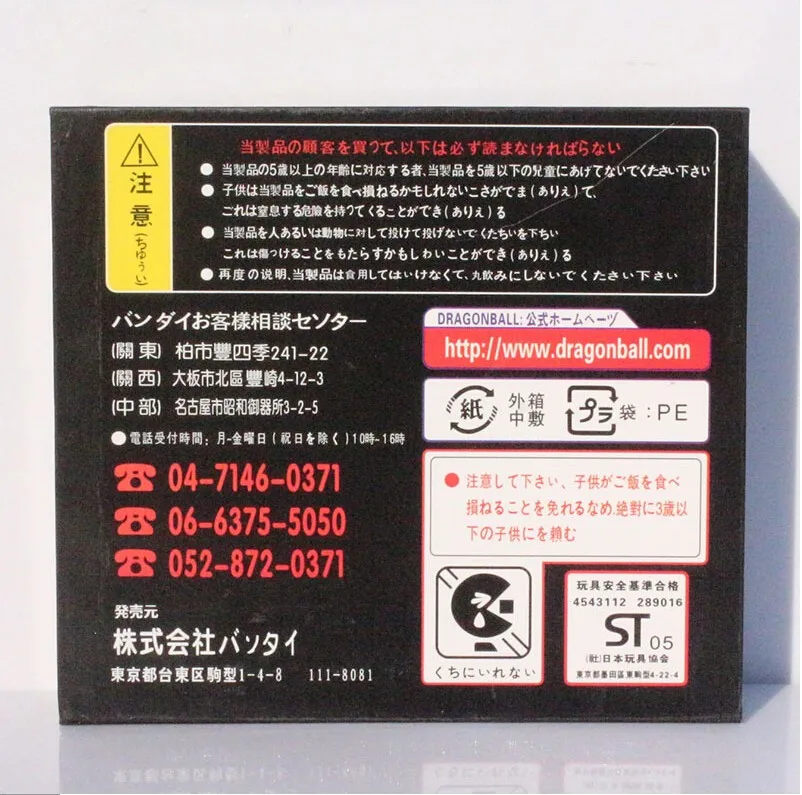 注意
(ちゅうい)
当製品の顧客を買つて、以下は必ず読まなければらない
● 当製品の5歳以上の年齢に対応する者、当製品を5歳以下の児童にあげてないでください下さい
● 子供は当製品をご飯を食べ損ねるかもしれないこさがでま(ありえ)て、
これは窒息する危險を持つてくることができ(ありえ)る
● 当製品を人あるいは動物に対して投けて投げないでくたちいを下ちい
これは傷つけることをもたらすかもしわいことができ(ありえ)る
● 再度の说明、当製品は食用してはいけなくて、丸飲みにしないでください下さい
バンダイお客様相談セソター
(關東) 柏市豐四季241-22
(關西) 大板市北區豐崎4-12-3
(中部) 名古屋市昭和御器所3-2-5
●電話受付時間：月-金曜日(祝日を除く)10時-16時
☎ 04-7146-0371
☎ 06-6375-5050
☎ 052-872-0371
発売元
株式会社バソタイ
東京都台東区駒型1-4-8 111-8081
DRAGONBALL:公式ホームペーヅ
http://www.dragonball.com
紙 外箱
中敷
プラ 袋：PE
● 注意して下さい、子供がご飯を食べ
損ねることを免れるなめ.絶對に3歳以
下の子供にを頼む
くちにいれない
玩具安全基準合格
4543112 289016
ST 05
(社)日本玩具協会
東京都墨田區東駒型4-22-4